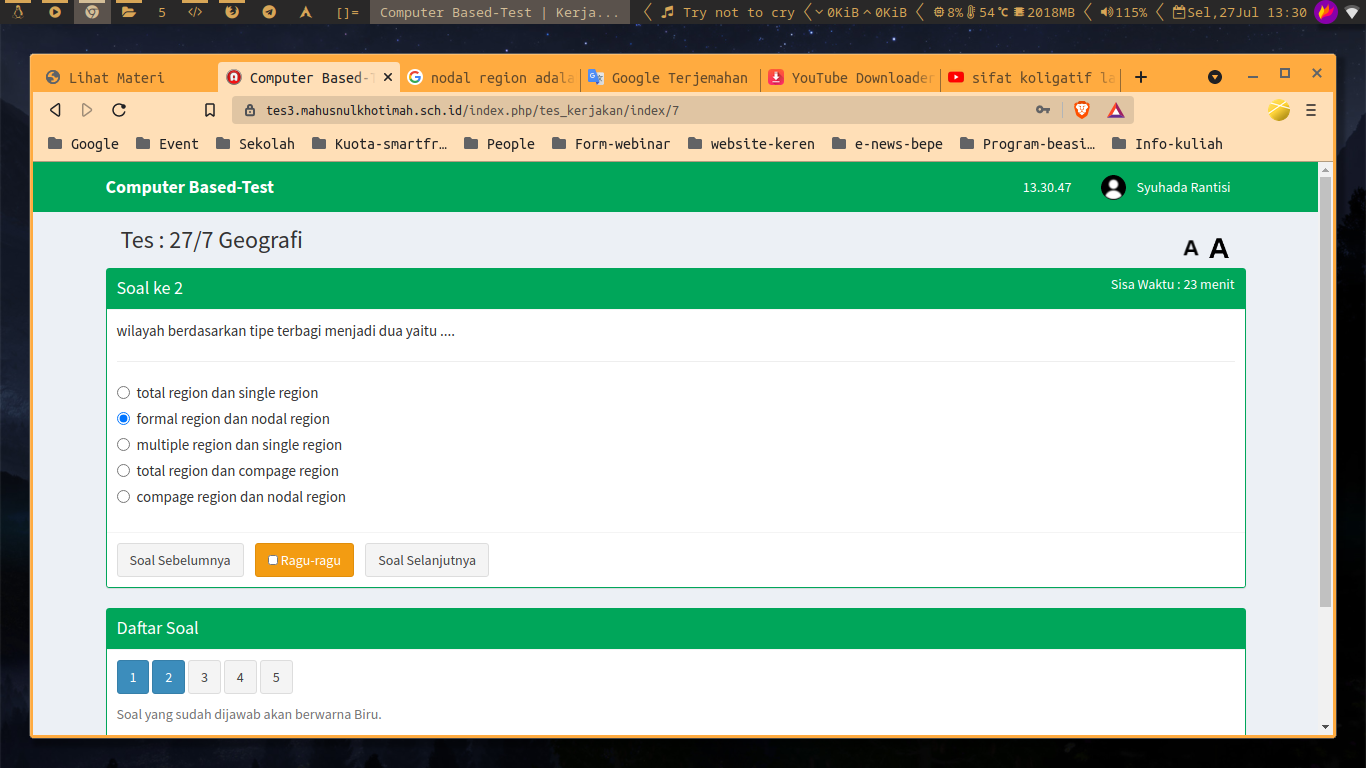 5 </> []= Computer Based-Test | Kerja... Try not to cry 0KiB 0KiB 8% 54℃ 2018MB 115% Sel,27Jul 13:30
Lihat Materi Computer Based-T nodal region adala Google Terjemahan YouTube Downloader sifat koligatif la
tes3.mahusnulkhotimah.sch.id/index.php/tes_kerjakan/index/7
Google Event Sekolah Kuota-smartfr… People Form-webinar website-keren e-news-bepe Program-beasi… Info-kuliah
Computer Based-Test 13.30.47 Syuhada Rantisi
Tes : 27/7 Geografi
A A
Soal ke 2 Sisa Waktu : 23 menit
wilayah berdasarkan tipe terbagi menjadi dua yaitu ....
total region dan single region
formal region dan nodal region
multiple region dan single region
total region dan compage region
compage region dan nodal region
Soal Sebelumnya Ragu-ragu Soal Selanjutnya
Daftar Soal
1 2 3 4 5
Soal yang sudah dijawab akan berwarna Biru.